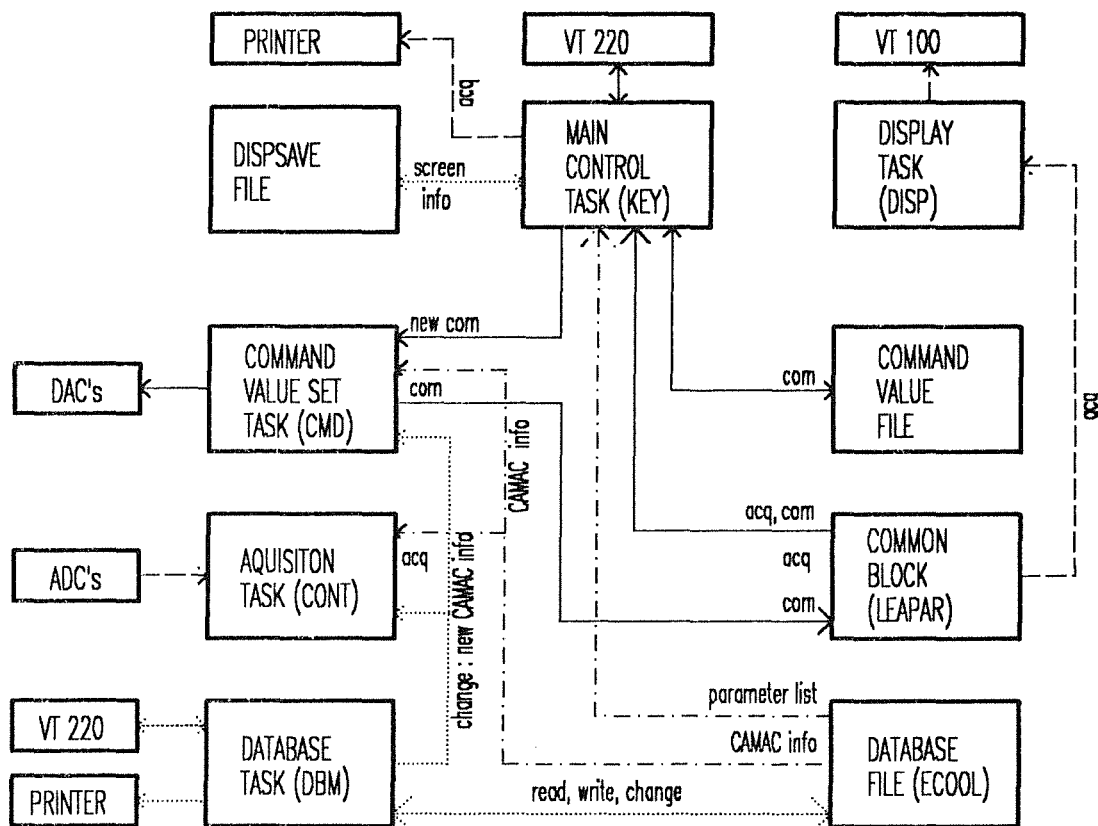 PRINTER
VT 220
VT 100
acq
DISPSAVE
FILE
screen
info
MAIN
CONTROL
TASK (KEY)
DISPLAY
TASK
(DISP)
new com
COMMAND
VALUE SET
TASK (CMD)
DAC's
com
com
COMMAND
VALUE
FILE
acq
CAMAC info
AQUISITON
TASK (CONT)
ADC's
acq
acq, com
acq
com
COMMON
BLOCK
(LEAPAR)
change : new CAMAC info
parameter list
CAMAC info
VT 220
PRINTER
DATABASE
TASK (DBM)
read, write, change
DATABASE
FILE (ECOOL)